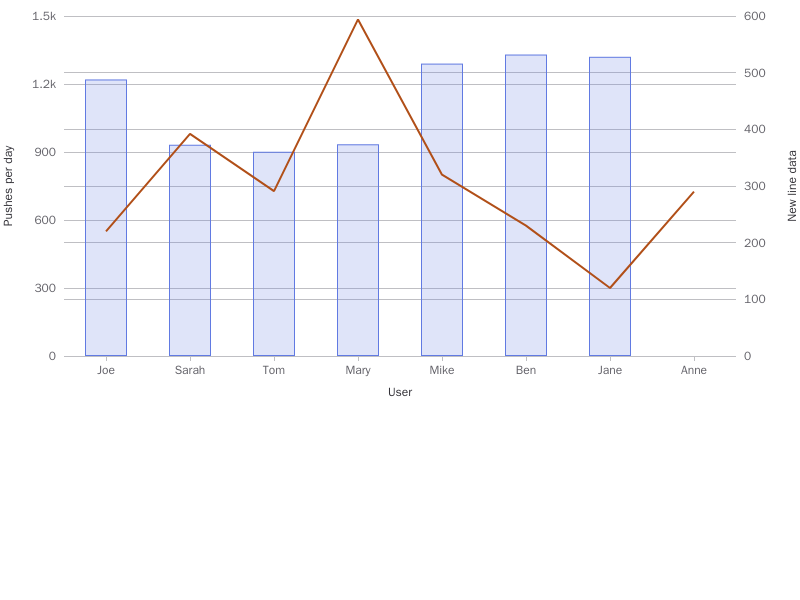 1.5k
1.2k
900
600
300
0
Pushes per day
600
500
400
300
200
100
0
New line data
Joe Sarah Tom Mary Mike Ben Jane Anne
User